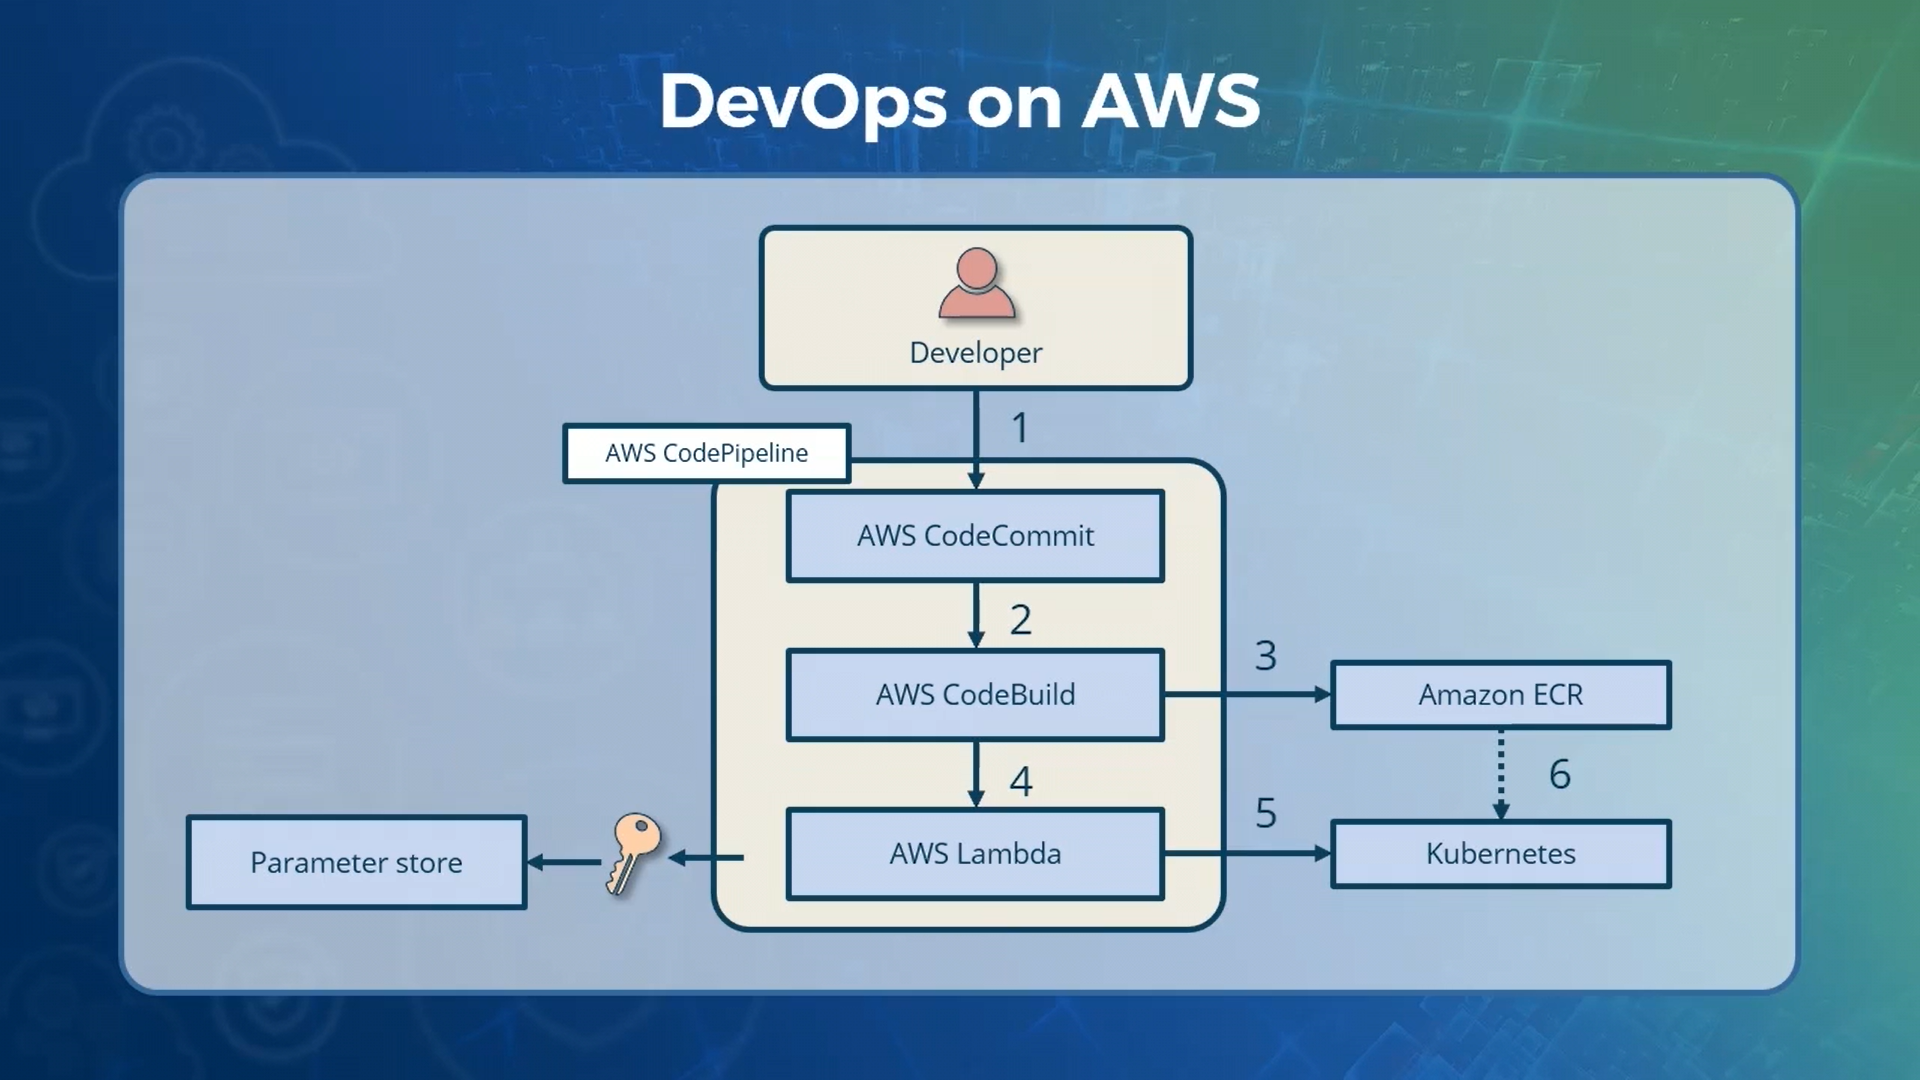 DevOps on AWS
Developer
1
AWS CodePipeline
AWS CodeCommit
2
AWS CodeBuild
3
Amazon ECR
4
5
6
Parameter store
AWS Lambda
Kubernetes